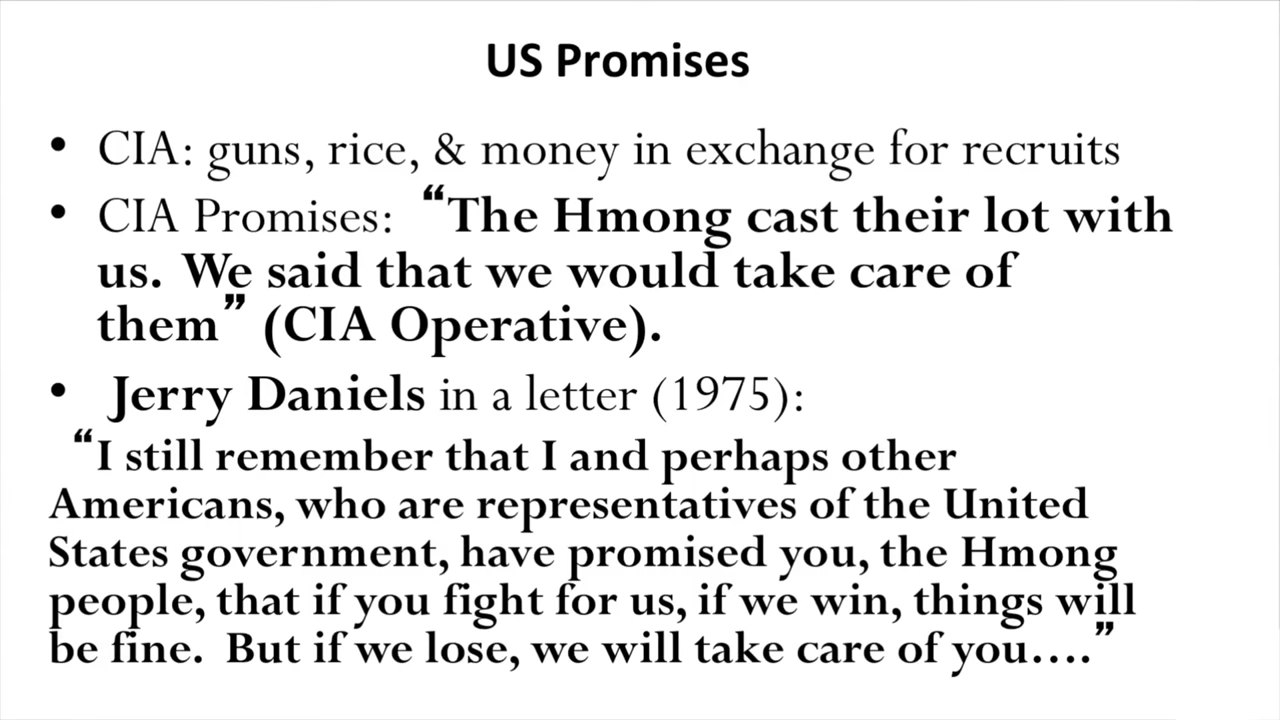 US Promises
• CIA: guns, rice, & money in exchange for recruits
• CIA Promises: “The Hmong cast their lot with
us. We said that we would take care of
them” (CIA Operative).
• Jerry Daniels in a letter (1975):
“I still remember that I and perhaps other
Americans, who are representatives of the United
States government, have promised you, the Hmong
people, that if you fight for us, if we win, things will
be fine. But if we lose, we will take care of you….”